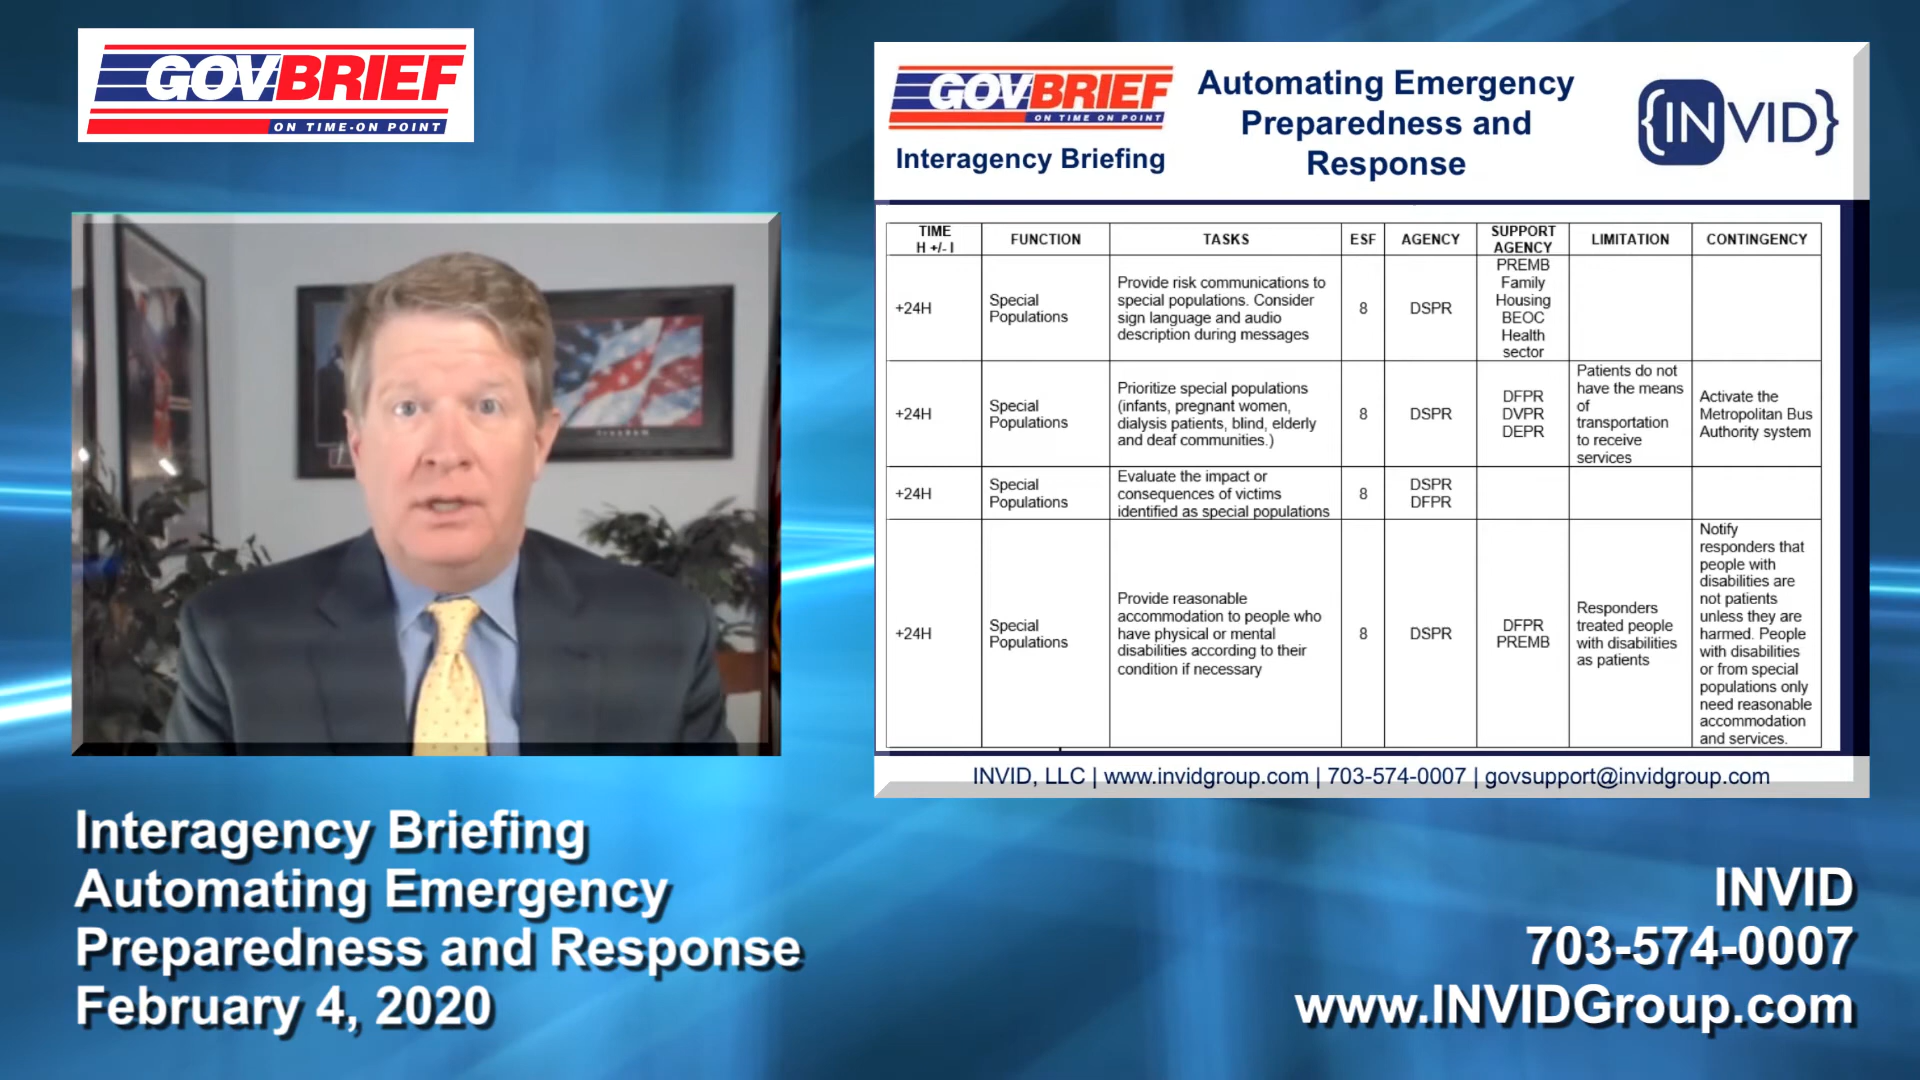 GOVBRIEF
ON TIME-ON POINT
GOVBRIEF
ON TIME ON POINT
Interagency Briefing
Automating Emergency
Preparedness and
Response
{INVID}
TIME
H +/- I
FUNCTION
TASKS
ESF
AGENCY
SUPPORT
AGENCY
LIMITATION
CONTINGENCY
+24H
Special
Populations
Provide risk communications to
special populations. Consider
sign language and audio
description during messages
8
DSPR
PREMB
Family
Housing
BEOC
Health
sector
+24H
Special
Populations
Prioritize special populations
(infants, pregnant women,
dialysis patients, blind, elderly
and deaf communities.)
8
DSPR
DFPR
DVPR
DEPR
Patients do not
have the means
of
transportation
to receive
services
Activate the
Metropolitan Bus
Authority system
+24H
Special
Populations
Evaluate the impact or
consequences of victims
identified as special populations
8
DSPR
DFPR
+24H
Special
Populations
Provide reasonable
accommodation to people who
have physical or mental
disabilities according to their
condition if necessary
8
DSPR
DFPR
PREMB
Responders
treated people
with disabilities
as patients
Notify
responders that
people with
disabilities are
not patients
unless they are
harmed. People
with disabilities
or from special
populations only
need reasonable
accommodation
and services.
INVID, LLC | www.invidgroup.com | 703-574-0007 | govsupport@invidgroup.com
Interagency Briefing
Automating Emergency
Preparedness and Response
February 4, 2020
INVID
703-574-0007
www.INVIDGroup.com